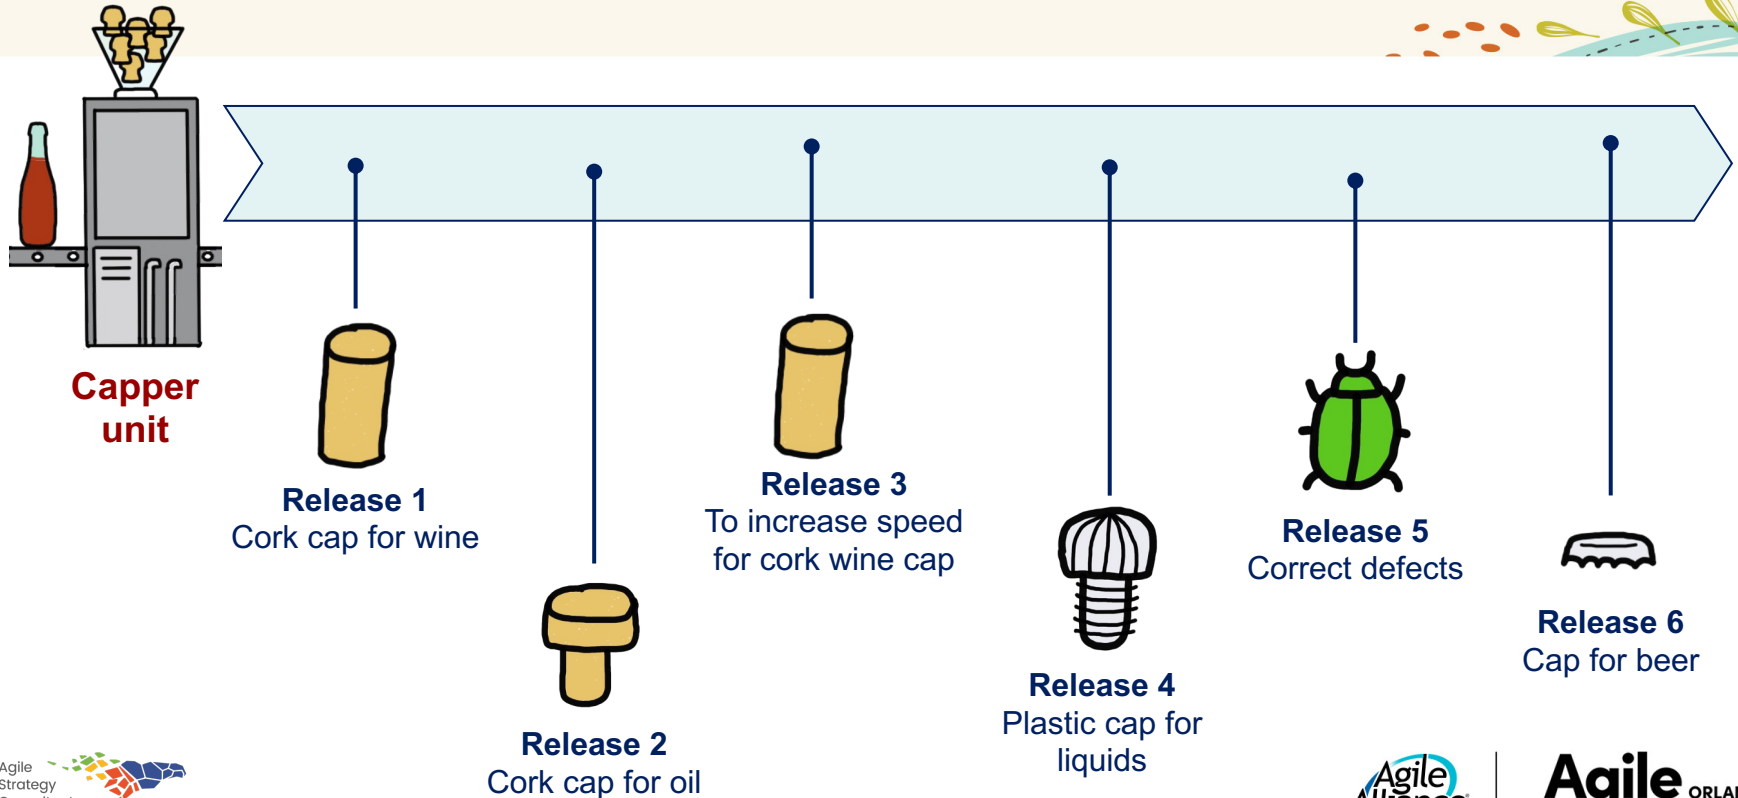 Capper
unit
Release 1
Cork cap for wine
Release 2
Cork cap for oil
Release 3
To increase speed
for cork wine cap
Release 4
Plastic cap for
liquids
Release 5
Correct defects
Release 6
Cap for beer
Agile
Strategy
Agile
Alliance
Agile